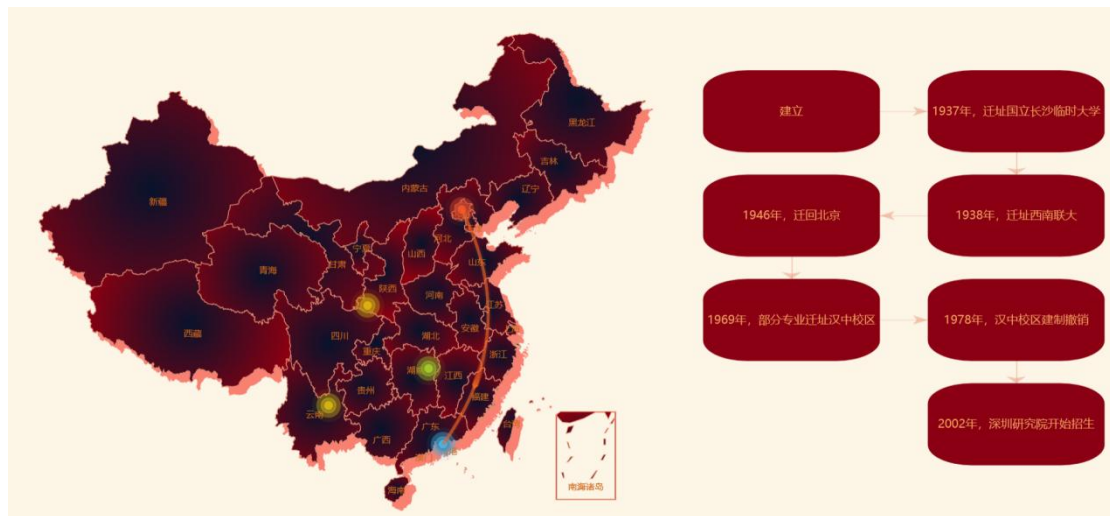 黑龙江
吉林
辽宁
内蒙古
新疆
河北
山西
宁夏
山东
甘肃
青海
陕西
河南
江苏
西藏
四川
湖北
安徽
重庆
浙江
江西
贵州
福建
云南
广东
广西
海南
南海诸岛
建立
1937年，迁址国立长沙临时大学
1946年，迁回北京
1938年，迁址西南联大
1969年，部分专业迁址汉中校区
1978年，汉中校区建制撤销
2002年，深圳研究院开始招生